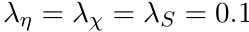 λ_η = λ_χ = λ_S = 0.1